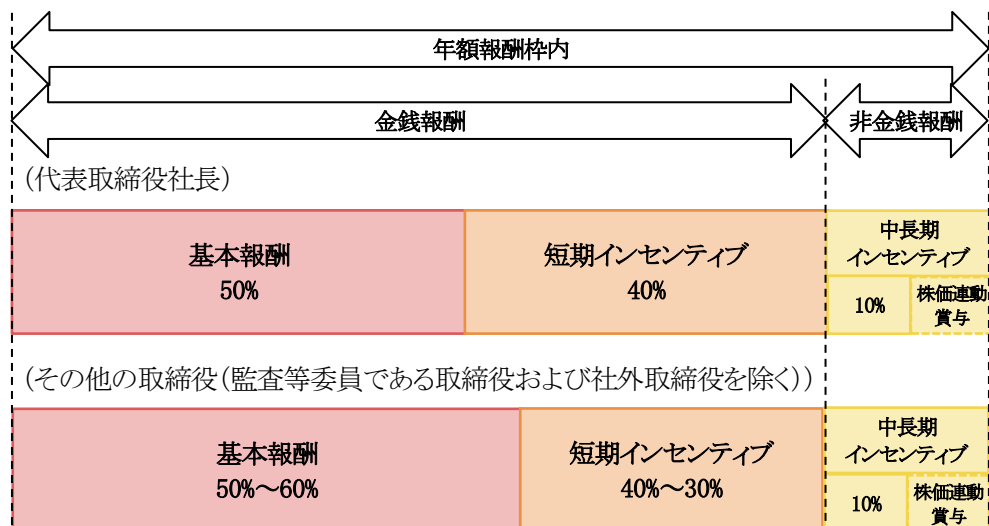 年額報酬枠内
金銭報酬
非金銭報酬
(代表取締役社長)
基本報酬
50%
短期インセンティブ
40%
中長期
インセンティブ
10%
株価連動
賞与
(その他の取締役(監査等委員である取締役および社外取締役を除く))
基本報酬
50%～60%
短期インセンティブ
40%～30%
中長期
インセンティブ
10%
株価連動
賞与